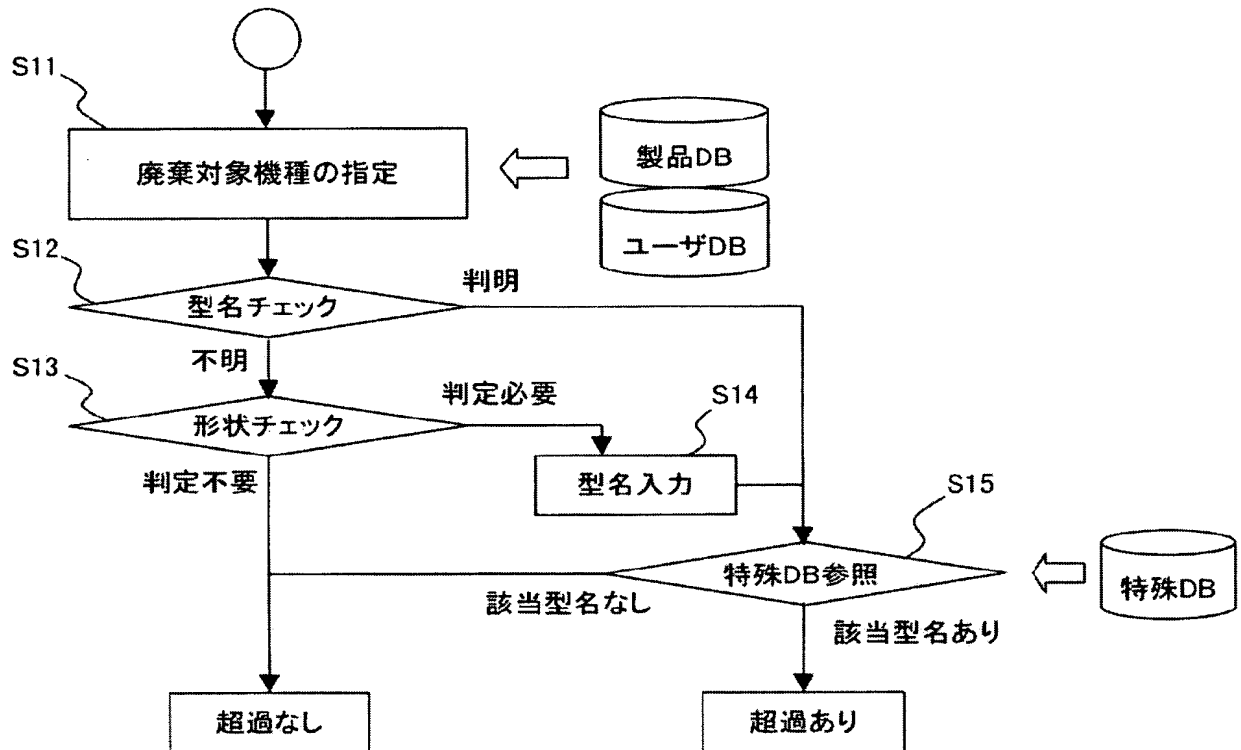 S11
廃棄対象機種の指定
製品DB
ユーザDB
S12
型名チェック
判明
不明
S13
形状チェック
判定必要
S14
判定不要
型名入力
S15
特殊DB参照
特殊DB
該当型名なし
該当型名あり
超過なし
超過あり